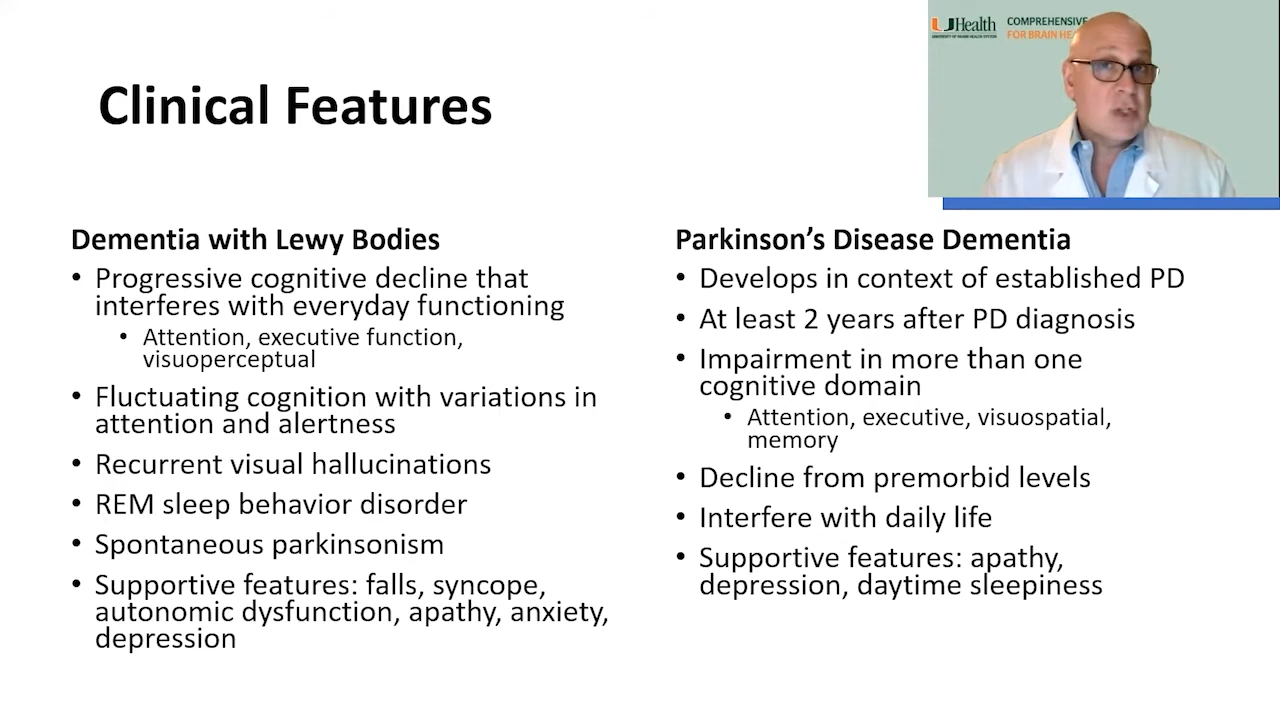 UHealth
UNIVERSITY OF MIAMI HEALTH SYSTEM
COMPREHENSIVE
FOR BRAIN HE
Clinical Features
Dementia with Lewy Bodies
• Progressive cognitive decline that
interferes with everyday functioning
• Attention, executive function,
visuoperceptual
• Fluctuating cognition with variations in
attention and alertness
• Recurrent visual hallucinations
• REM sleep behavior disorder
• Spontaneous parkinsonism
• Supportive features: falls, syncope,
autonomic dysfunction, apathy, anxiety,
depression
Parkinson’s Disease Dementia
• Develops in context of established PD
• At least 2 years after PD diagnosis
• Impairment in more than one
cognitive domain
• Attention, executive, visuospatial,
memory
• Decline from premorbid levels
• Interfere with daily life
• Supportive features: apathy,
depression, daytime sleepiness